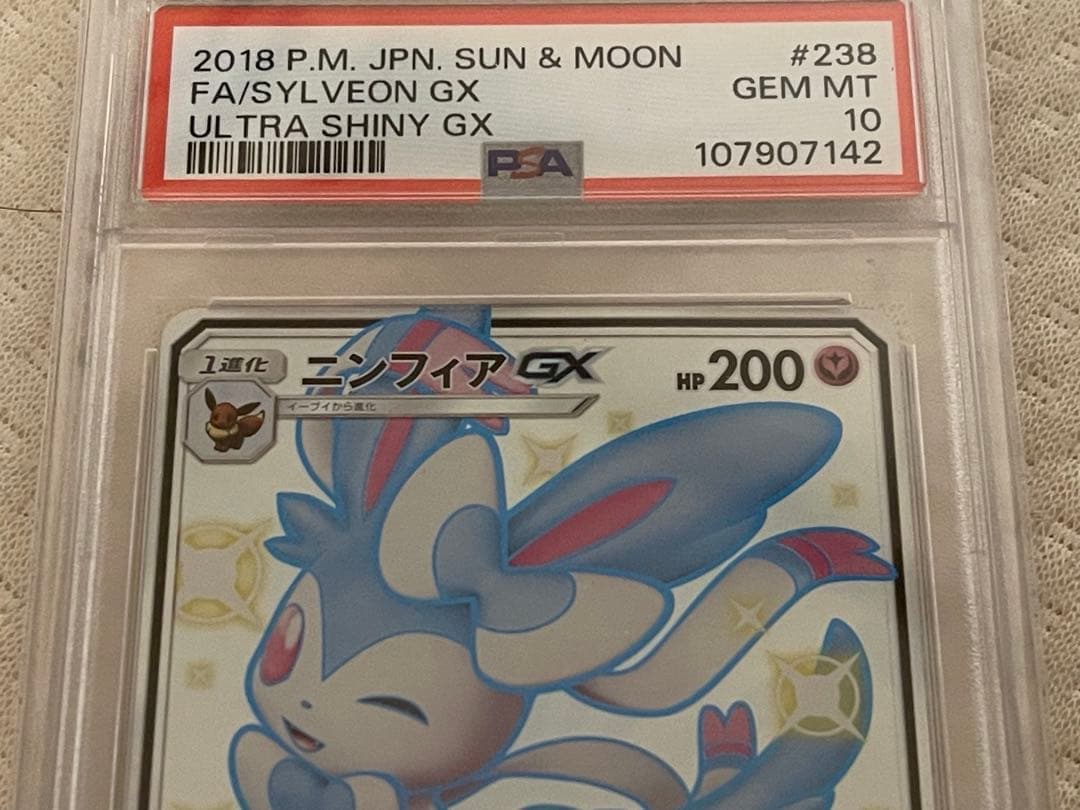 2018 P.M. JPN. SUN & MOON #238
FA/SYLVEON GX GEM MT
ULTRA SHINY GX 10
PSA 107907142
1進化 ニンフィアGX HP200
イーブイから進化